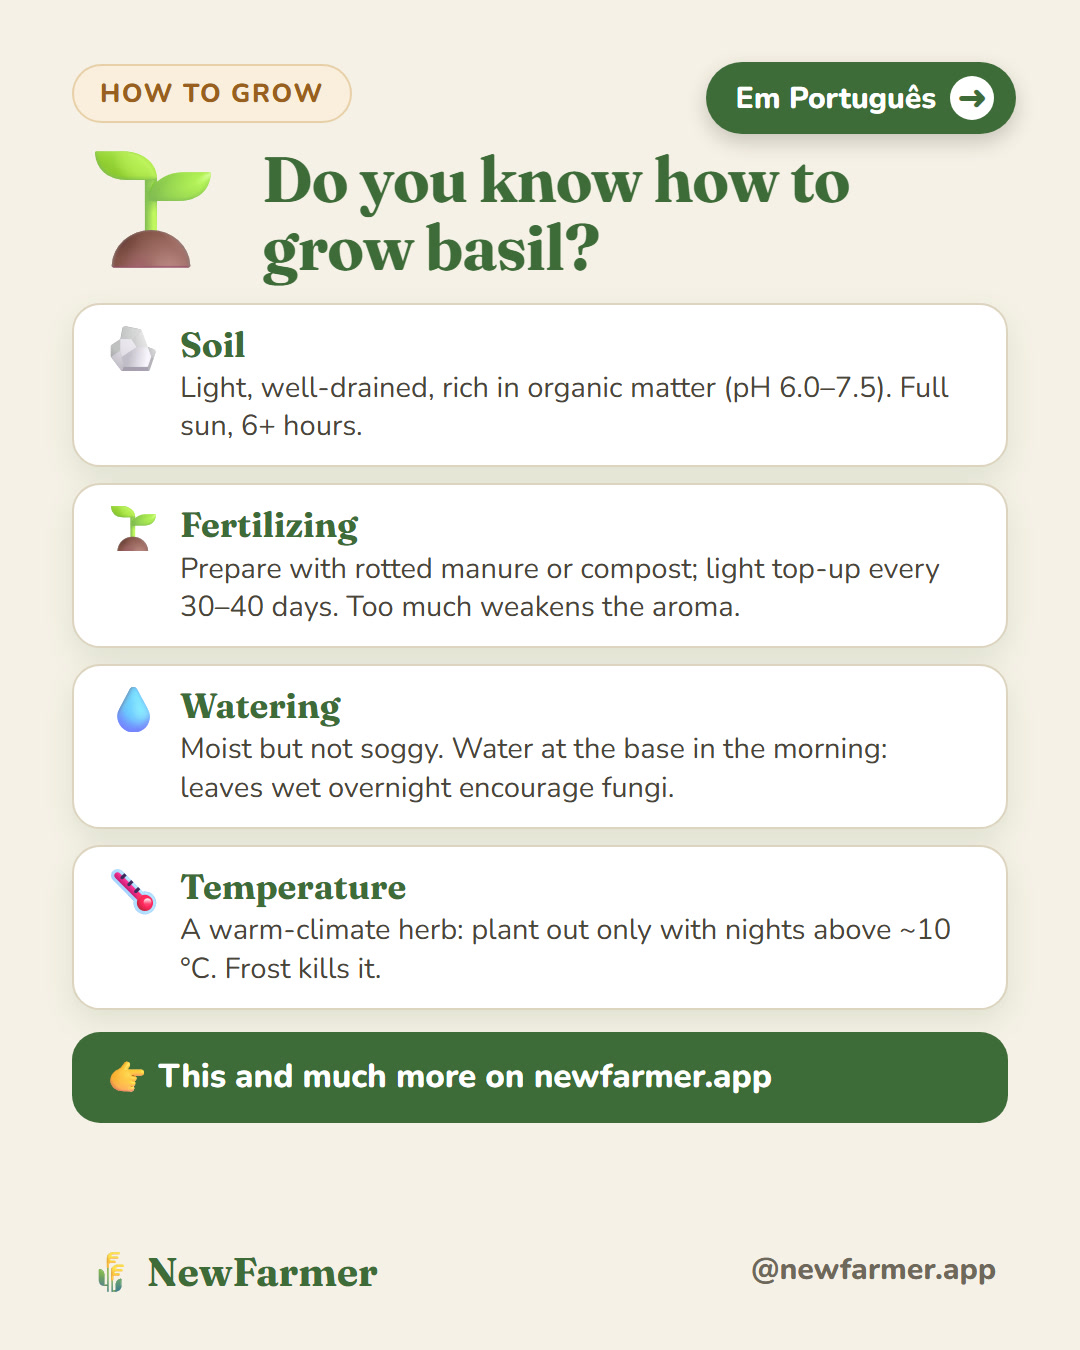 HOW TO GROW
Em Português
Do you know how to
grow basil?
Soil
Light, well-drained, rich in organic matter (pH 6.0–7.5). Full
sun, 6+ hours.
Fertilizing
Prepare with rotted manure or compost; light top-up every
30–40 days. Too much weakens the aroma.
Watering
Moist but not soggy. Water at the base in the morning:
leaves wet overnight encourage fungi.
Temperature
A warm-climate herb: plant out only with nights above ~10
°C. Frost kills it.
This and much more on newfarmer.app
NewFarmer
@newfarmer.app